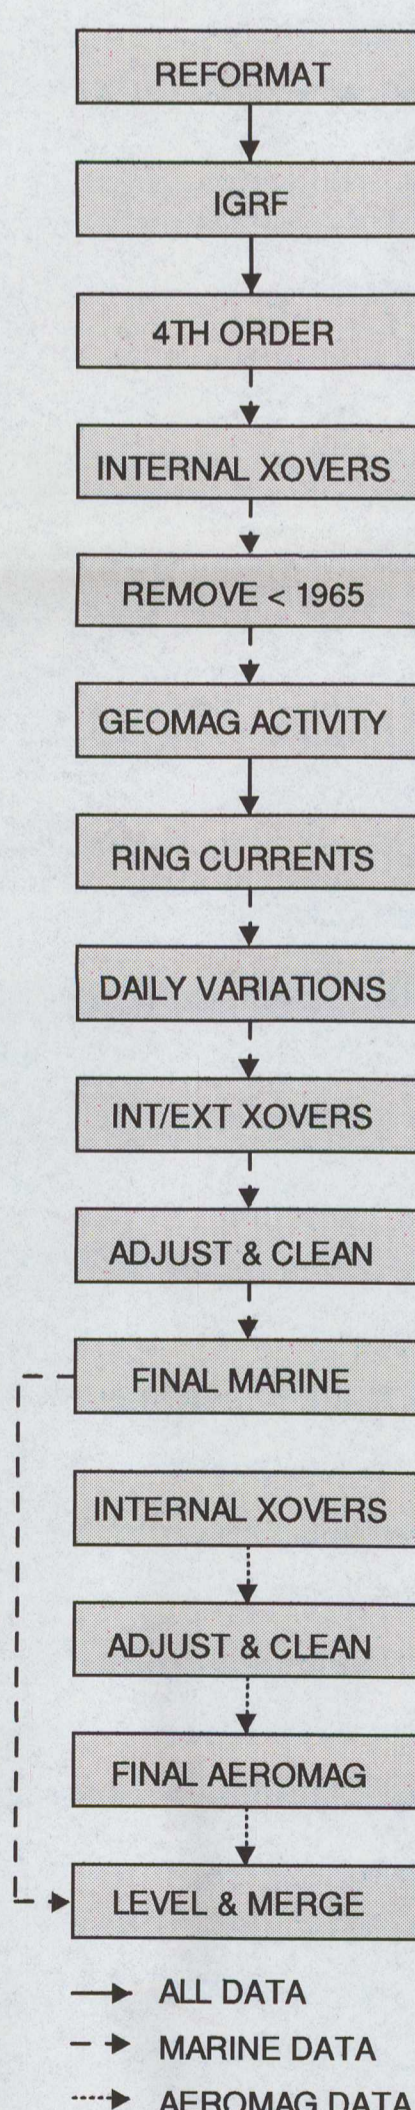 REFORMAT
IGRF
4TH ORDER
INTERNAL XOVERS
REMOVE < 1965
GEOMAG ACTIVITY
RING CURRENTS
DAILY VARIATIONS
INT/EXT XOVERS
ADJUST & CLEAN
FINAL MARINE
INTERNAL XOVERS
ADJUST & CLEAN
FINAL AEROMAG
LEVEL & MERGE
ALL DATA
MARINE DATA
AEROMAG DATA